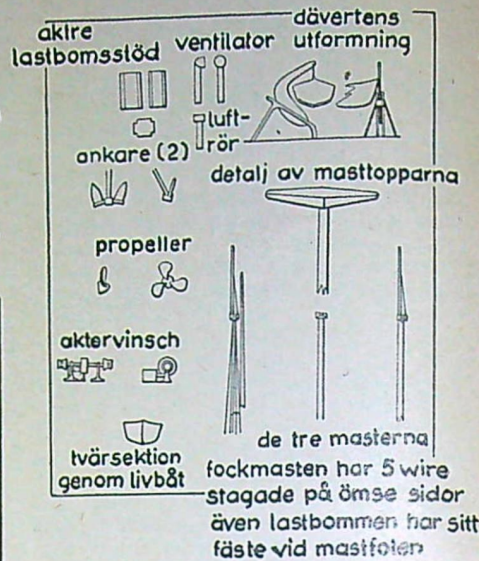 aktre
lastbomsstöd
ventilator
dävertens
utformning
luft-
rör
ankare (2)
detalj av masttopparna
propeller
aktervinsch
tvärsektion
genom livbåt
de tre masterna
fockmasten har 5 wire
stagade på ömse sidor
även lastbommen har sitt
fäste vid mastfoten